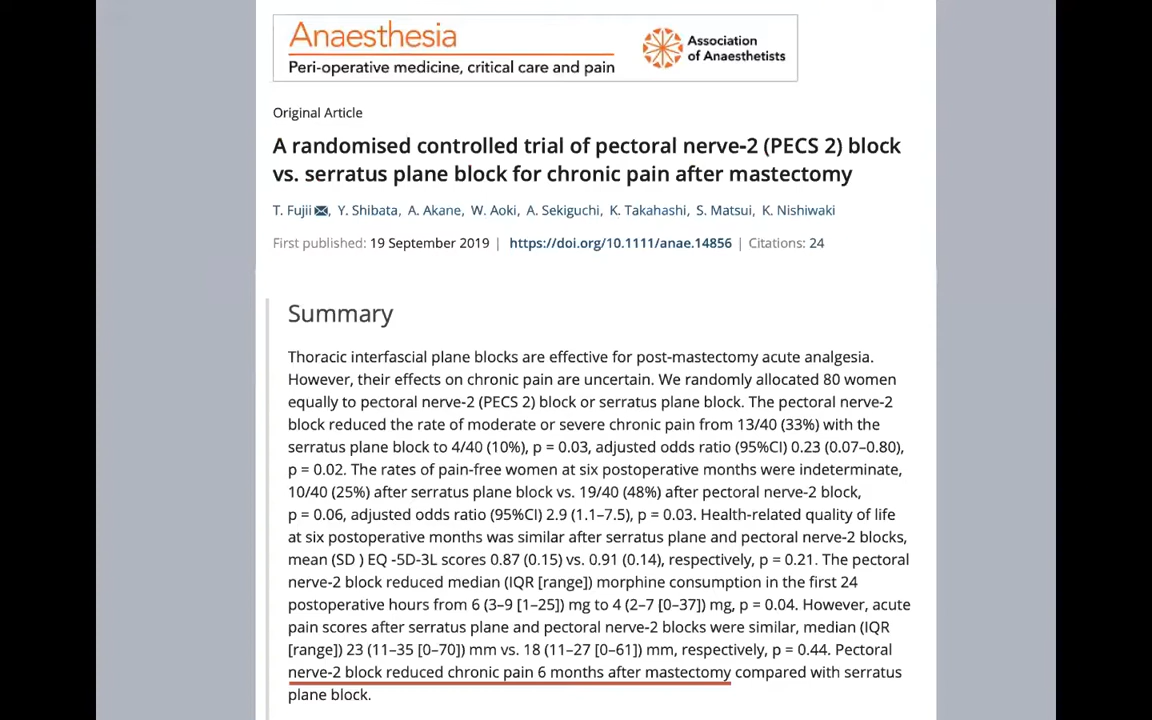 Anaesthesia
Peri-operative medicine, critical care and pain
Association
of Anaesthetists
Original Article
A randomised controlled trial of pectoral nerve-2 (PECS 2) block
vs. serratus plane block for chronic pain after mastectomy
T. Fujii, Y. Shibata, A. Akane, W. Aoki, A. Sekiguchi, K. Takahashi, S. Matsui, K. Nishiwaki
First published: 19 September 2019 | https://doi.org/10.1111/anae.14856 | Citations: 24
Summary
Thoracic interfascial plane blocks are effective for post-mastectomy acute analgesia.
However, their effects on chronic pain are uncertain. We randomly allocated 80 women
equally to pectoral nerve-2 (PECS 2) block or serratus plane block. The pectoral nerve-2
block reduced the rate of moderate or severe chronic pain from 13/40 (33%) with the
serratus plane block to 4/40 (10%), p = 0.03, adjusted odds ratio (95%CI) 0.23 (0.07–0.80),
p = 0.02. The rates of pain-free women at six postoperative months were indeterminate,
10/40 (25%) after serratus plane block vs. 19/40 (48%) after pectoral nerve-2 block,
p = 0.06, adjusted odds ratio (95%CI) 2.9 (1.1–7.5), p = 0.03. Health-related quality of life
at six postoperative months was similar after serratus plane and pectoral nerve-2 blocks,
mean (SD ) EQ -5D-3L scores 0.87 (0.15) vs. 0.91 (0.14), respectively, p = 0.21. The pectoral
nerve-2 block reduced median (IQR [range]) morphine consumption in the first 24
postoperative hours from 6 (3–9 [1–25]) mg to 4 (2–7 [0–37]) mg, p = 0.04. However, acute
pain scores after serratus plane and pectoral nerve-2 blocks were similar, median (IQR
[range]) 23 (11–35 [0–70]) mm vs. 18 (11–27 [0–61]) mm, respectively, p = 0.44. Pectoral
nerve-2 block reduced chronic pain 6 months after mastectomy compared with serratus
plane block.